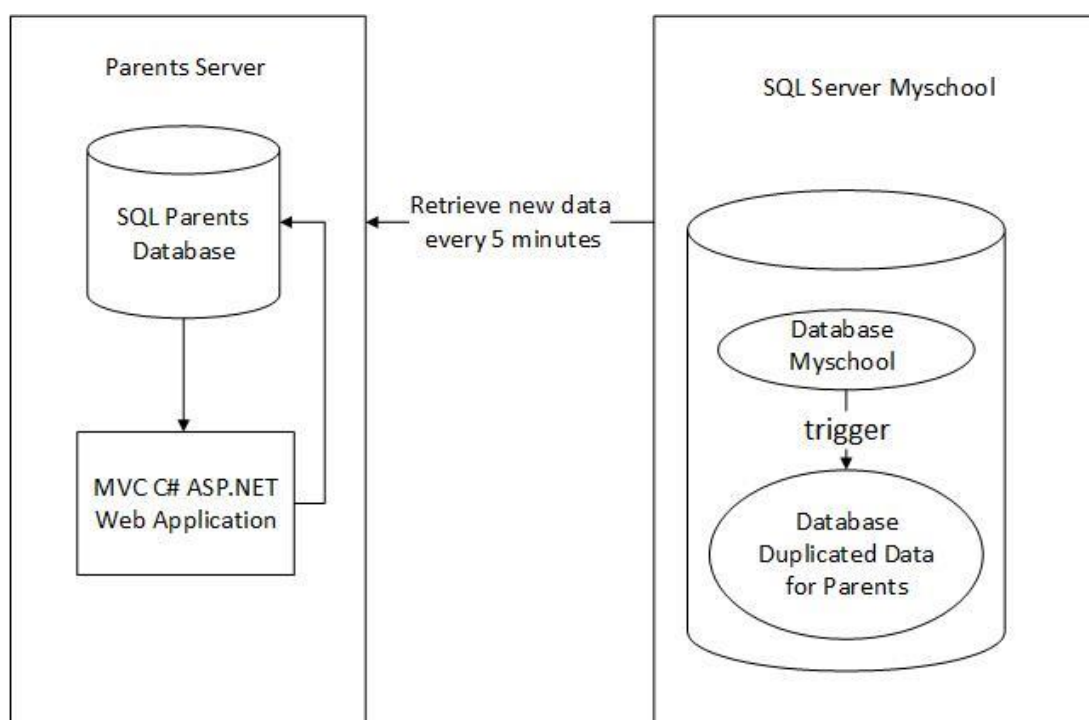 Parents Server
SQL Parents
Database
MVC C# ASP.NET
Web Application
Retrieve new data
every 5 minutes
SQL Server Myschool
Database
Myschool
trigger
Database
Duplicated Data
for Parents